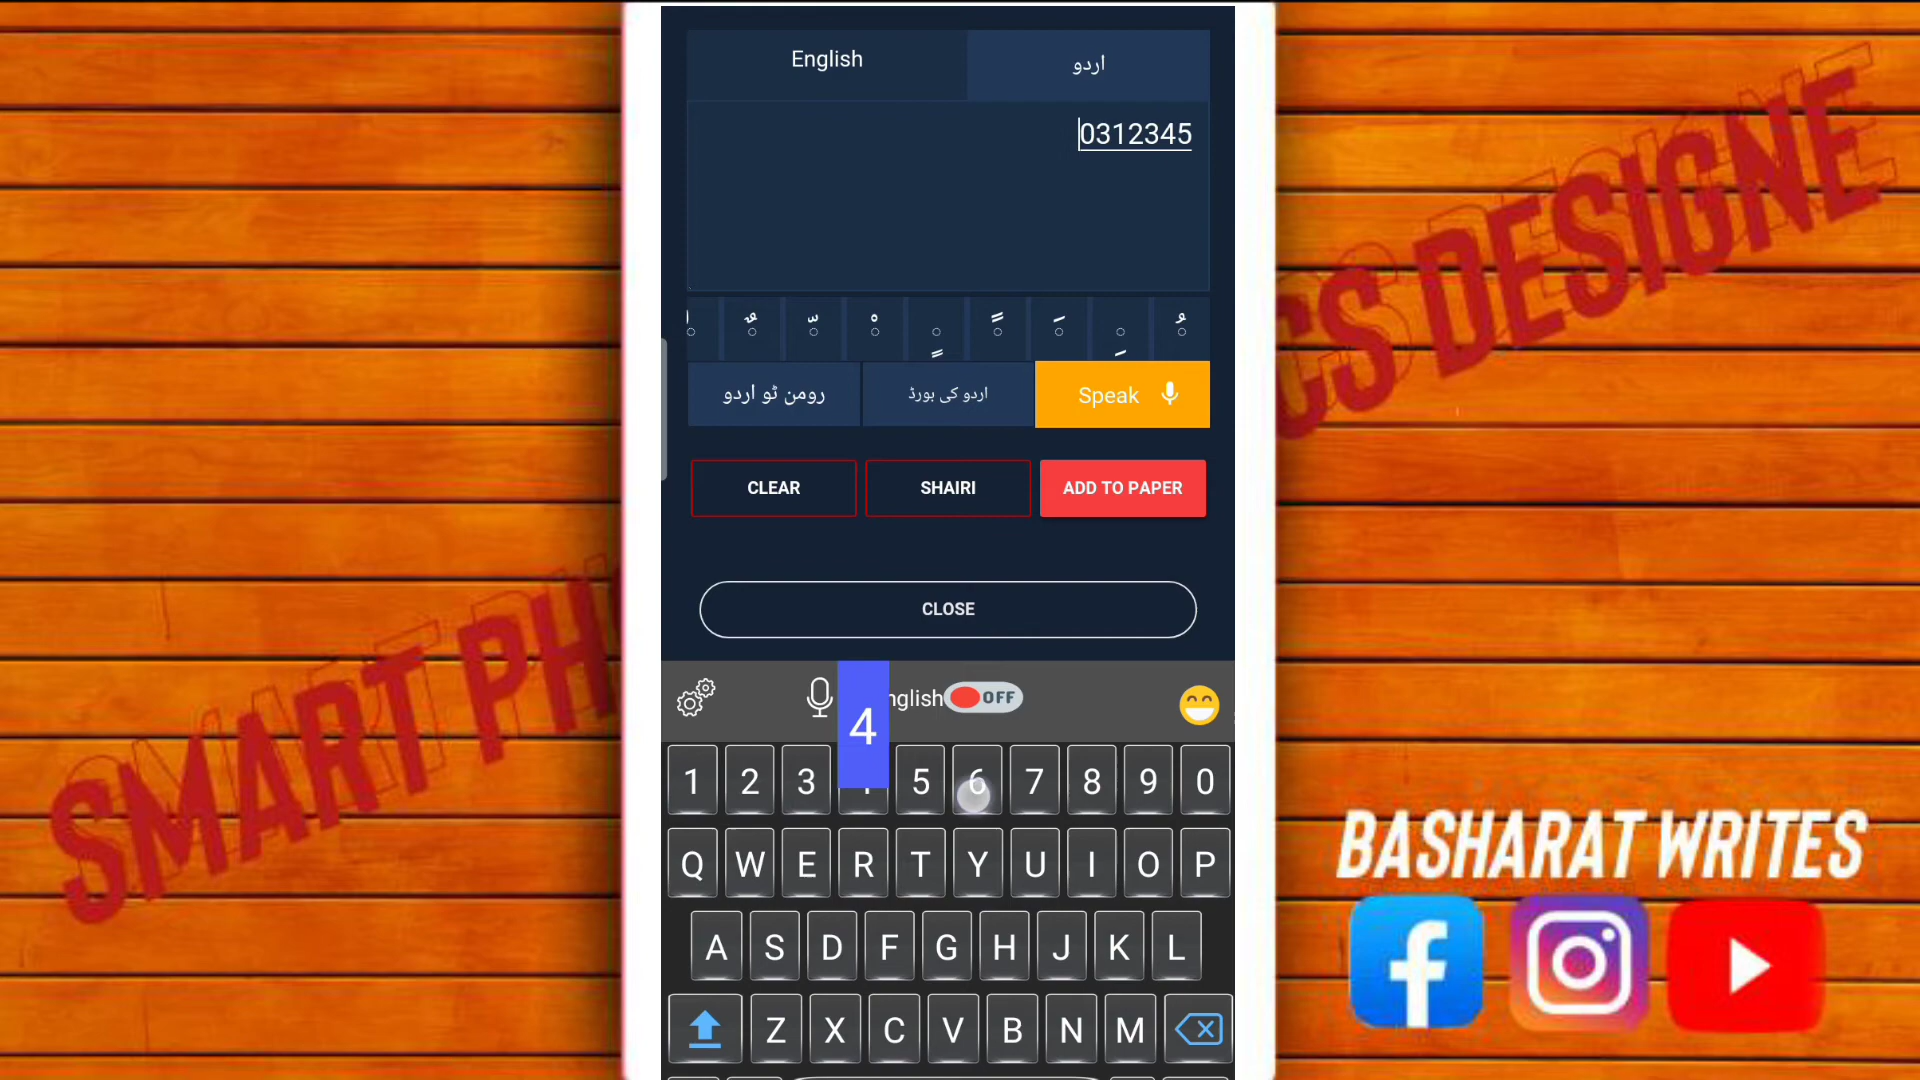 English
اردو
0312345
رومن ٹو اردو
اردو کی بورڈ
Speak
CLEAR
SHAIRI
ADD TO PAPER
CLOSE
nglish
OFF
4
1 2 3 5 6 7 8 9 0
Q W E R T Y U I O P
A S D F G H J K L
Z X C V B N M
SMART PH
CS DESIGNE
BASHARAT WRITES